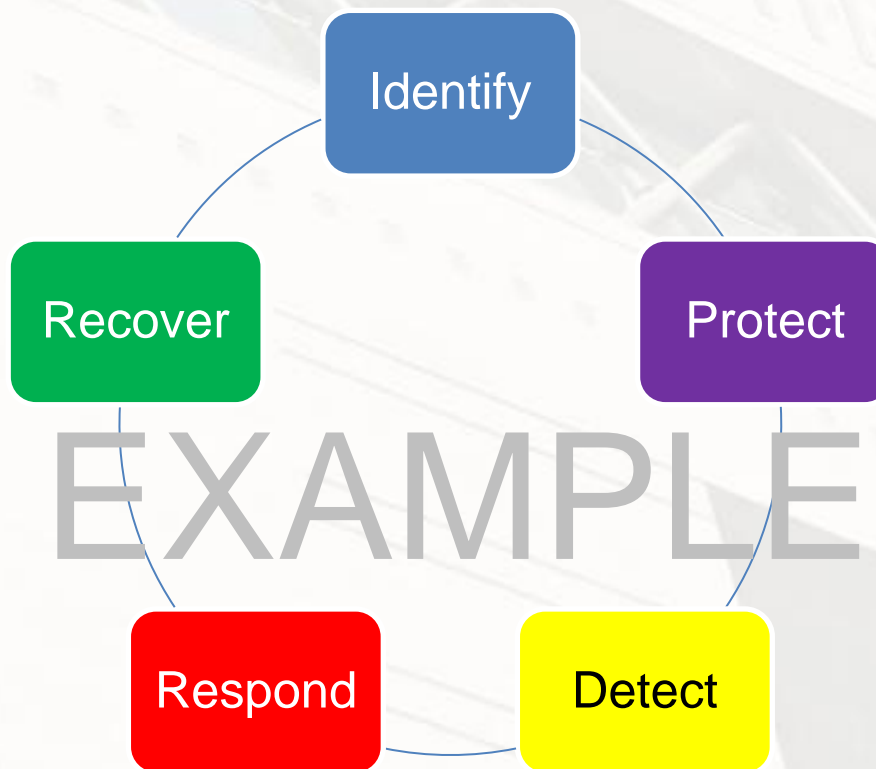 Identify
Recover
Protect
EXAMPLE
Respond
Detect